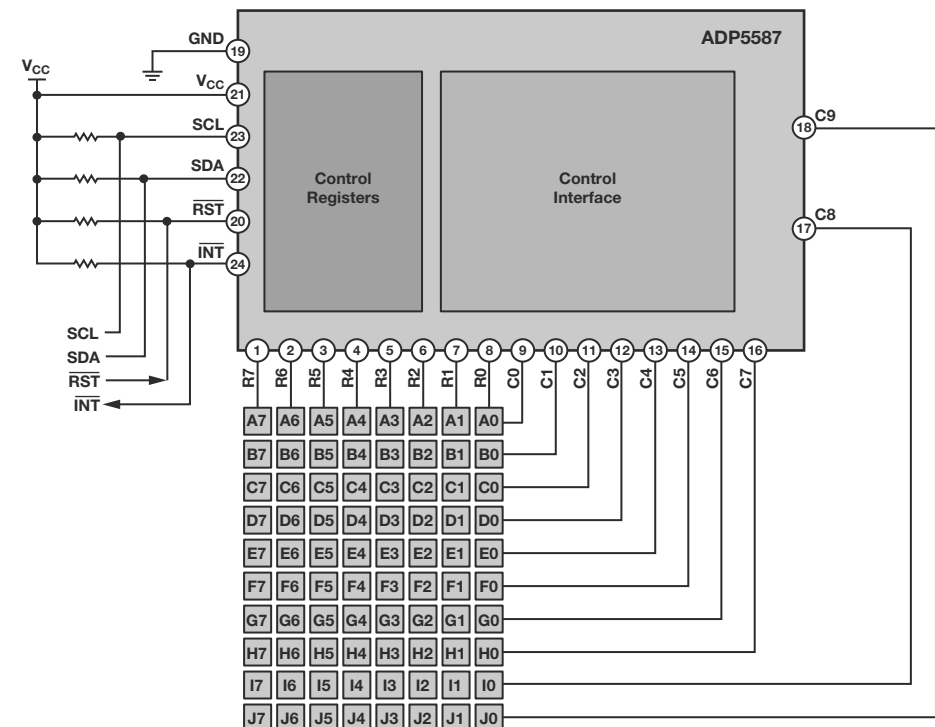 ADP5587
GND
19
VCC
VCC
21
SCL
23
SDA
22
RST
20
INT
24
Control
Registers
Control
Interface
18
C9
17
C8
SCL
SDA
RST
INT
1 2 3 4 5 6 7 8 9 10 11 12 13 14 15 16
R7 R6 R5 R4 R3 R2 R1 R0 C0 C1 C2 C3 C4 C5 C6 C7
A7 A6 A5 A4 A3 A2 A1 A0
B7 B6 B5 B4 B3 B2 B1 B0
C7 C6 C5 C4 C3 C2 C1 C0
D7 D6 D5 D4 D3 D2 D1 D0
E7 E6 E5 E4 E3 E2 E1 E0
F7 F6 F5 F4 F3 F2 F1 F0
G7 G6 G5 G4 G3 G2 G1 G0
H7 H6 H5 H4 H3 H2 H1 H0
I7 I6 I5 I4 I3 I2 I1 I0
J7 J6 J5 J4 J3 J2 J1 J0